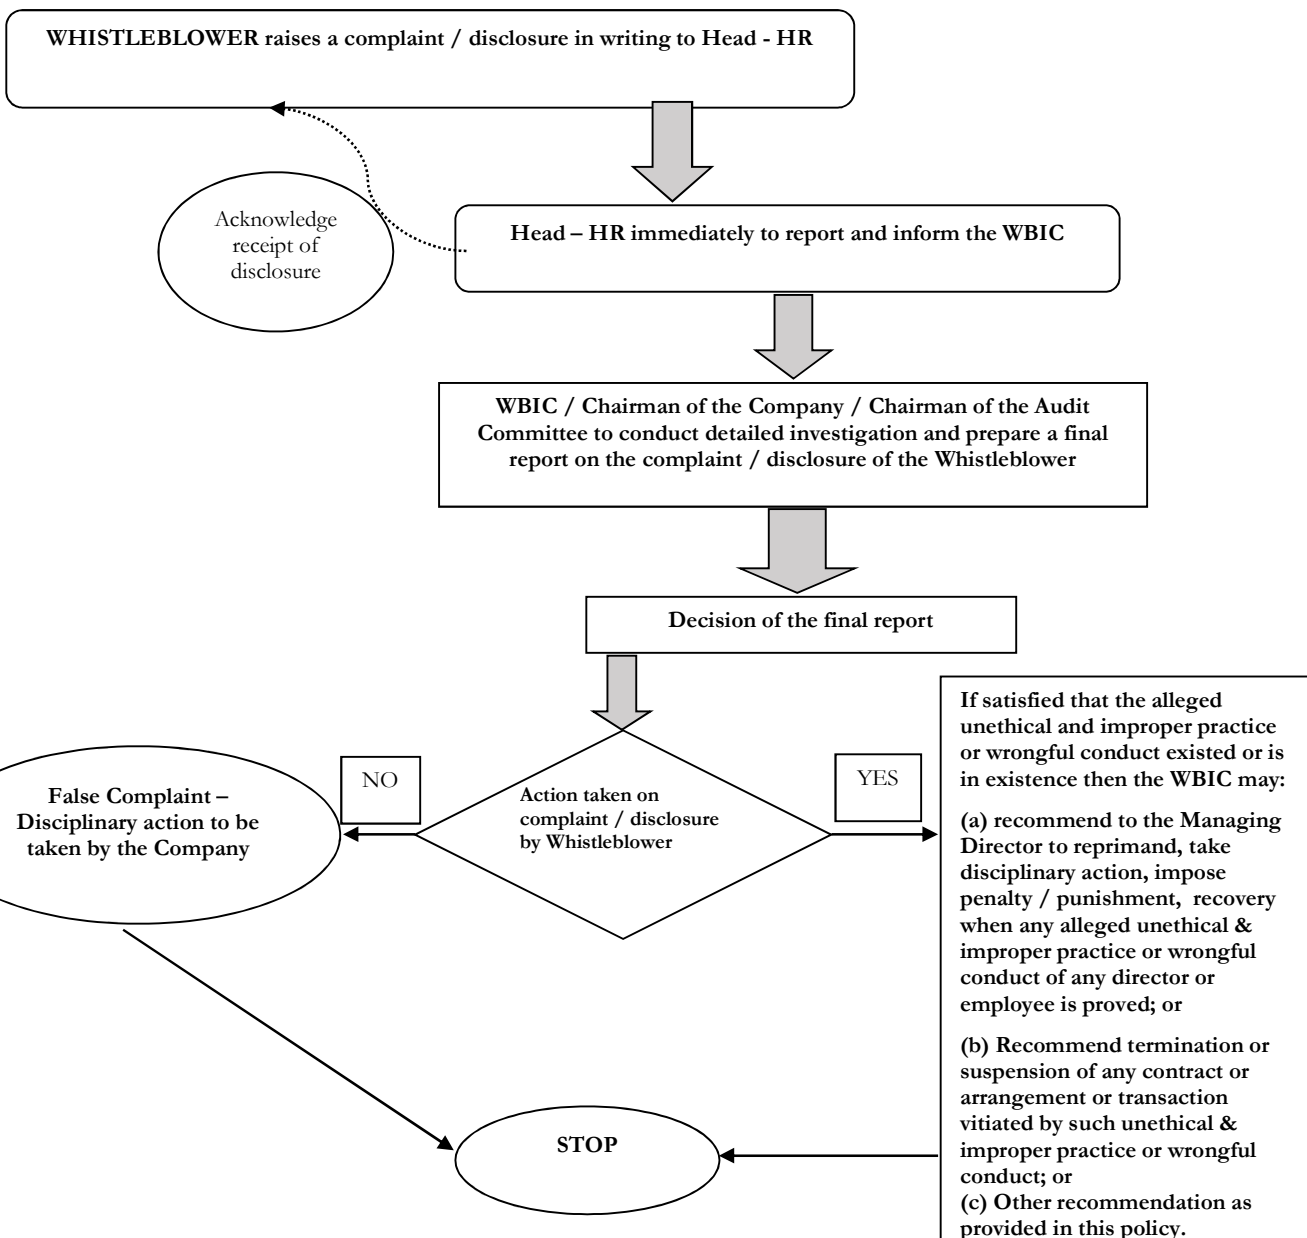 WHISTLEBLOWER raises a complaint / disclosure in writing to Head - HR
Acknowledge
receipt of
disclosure
Head – HR immediately to report and inform the WBIC
WBIC / Chairman of the Company / Chairman of the Audit
Committee to conduct detailed investigation and prepare a final
report on the complaint / disclosure of the Whistleblower
Decision of the final report
False Complaint –
Disciplinary action to be
taken by the Company
NO
Action taken on
complaint / disclosure
by Whistleblower
YES
If satisfied that the alleged
unethical and improper practice
or wrongful conduct existed or is
in existence then the WBIC may:
(a) recommend to the Managing
Director to reprimand, take
disciplinary action, impose
penalty / punishment, recovery
when any alleged unethical &
improper practice or wrongful
conduct of any director or
employee is proved; or
(b) Recommend termination or
suspension of any contract or
arrangement or transaction
vitiated by such unethical &
improper practice or wrongful
conduct; or
(c) Other recommendation as
provided in this policy.
STOP